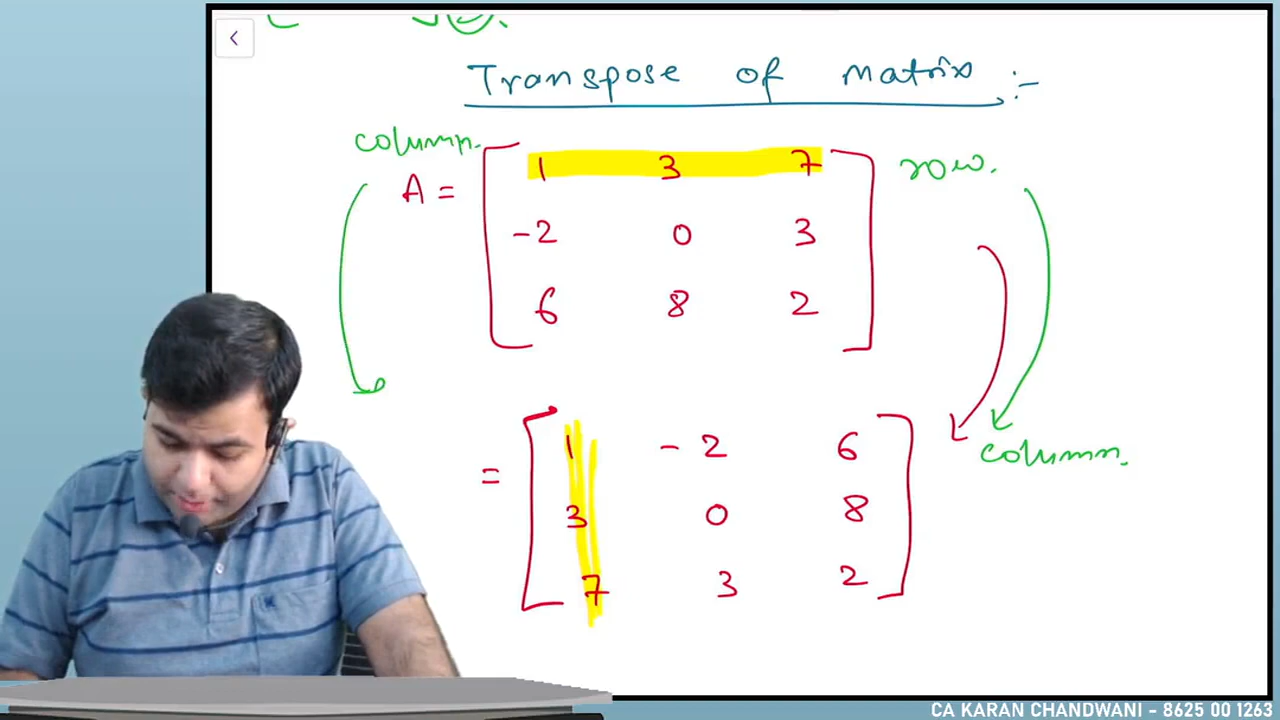 Transpose of matrix :-
column.
A = [ 1 3 7 ] row.
-2 0 3
6 8 2
= [ 1 -2 6 ] column.
3 0 8
7 3 2
CA KARAN CHANDWANI - 8625 00 1263